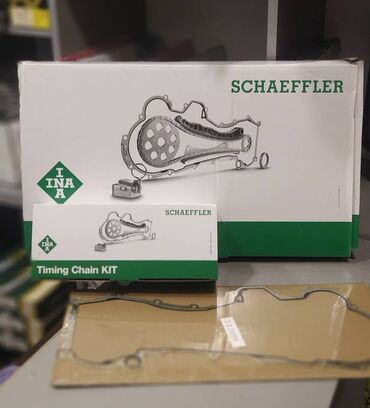 SCHAEFFLER
I
INA
A
SCHAEFFLER
I
INA
A
Timing Chain KIT